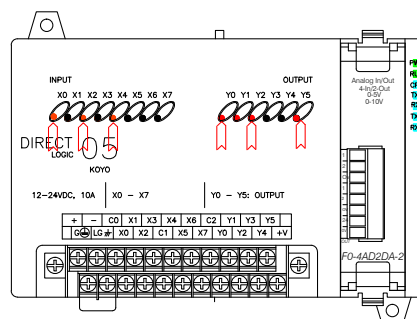 INPUT
OUTPUT
X0 X1 X2 X3 X4 X5 X6 X7
Y0 Y1 Y2 Y3 Y4 Y5
DIRECT 05
LOGIC
KOYO
12-24VDC, 10A
X0 - X7
Y0 - Y5: OUTPUT
+ - C0 X1 X3 X4 X6 C2 Y1 Y3 Y5
G LG X0 X2 C1 X5 X7 Y0 Y2 Y4 +V
Analog In/Out
4-In/2-Out
0-5V
0-10V
F0-4AD2DA-2